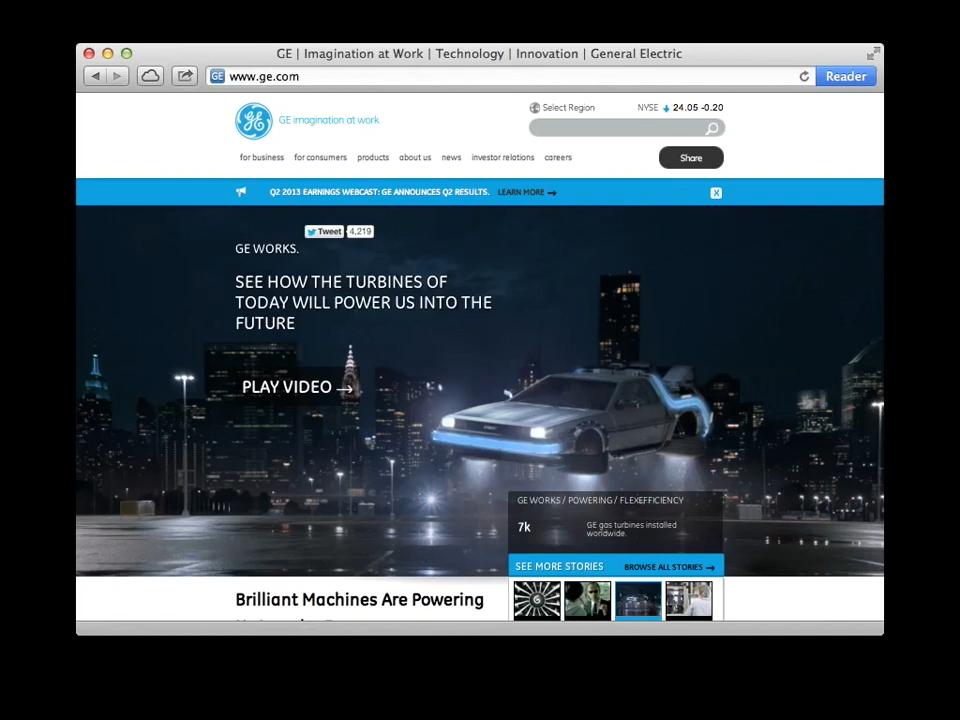 GE | Imagination at Work | Technology | Innovation | General Electric
GE www.ge.com Reader
GE imagination at work
Select Region NYSE 24.05 -0.20
for business for consumers products about us news investor relations careers
Share
Q2 2013 EARNINGS WEBCAST: GE ANNOUNCES Q2 RESULTS. LEARN MORE → X
Tweet 4,219
GE WORKS.
SEE HOW THE TURBINES OF
TODAY WILL POWER US INTO THE
FUTURE
PLAY VIDEO →
GE WORKS / POWERING / FLEXEFFICIENCY
7k GE gas turbines installed
worldwide.
SEE MORE STORIES BROWSE ALL STORIES →
Brilliant Machines Are Powering